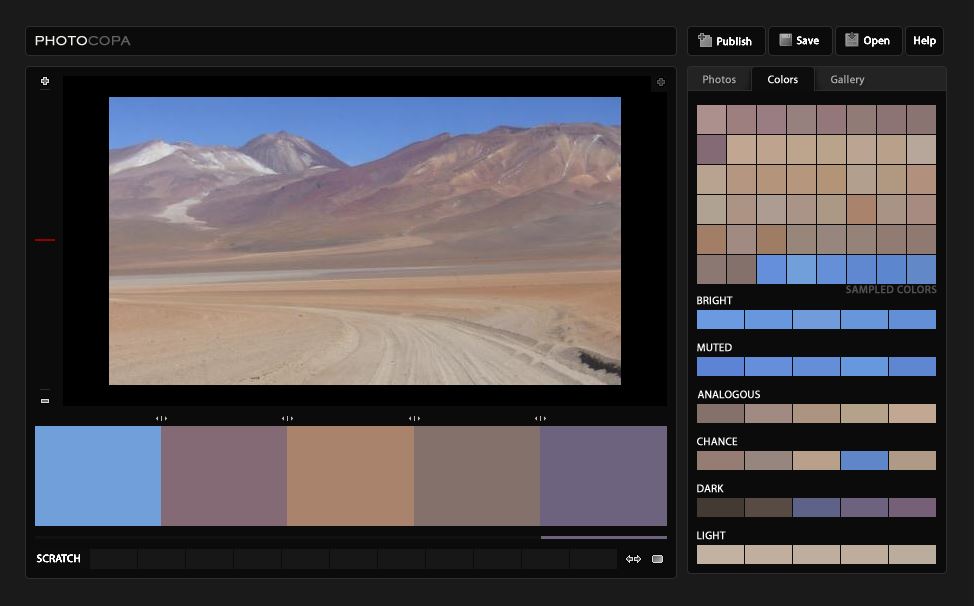 PHOTOCOPA
Publish
Save
Open
Help
Photos
Colors
Gallery
SAMPLED COLORS
BRIGHT
MUTED
ANALOGOUS
CHANCE
DARK
LIGHT
SCRATCH